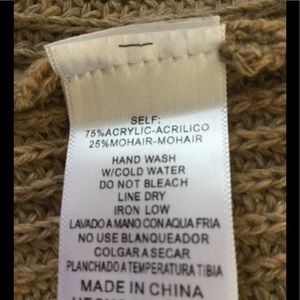 SELF:
75%ACRYLIC-ACRILICO
25%MOHAIR-MOHAIR
HAND WASH
W/COLD WATER
DO NOT BLEACH
LINE DRY
IRON LOW
LAVADO A MANO CON AQUA FRIA
NO USE BLANQUEADOR
COLGAR A SECAR
PLANCHADO A TEMPERATURA TIBIA
MADE IN CHINA